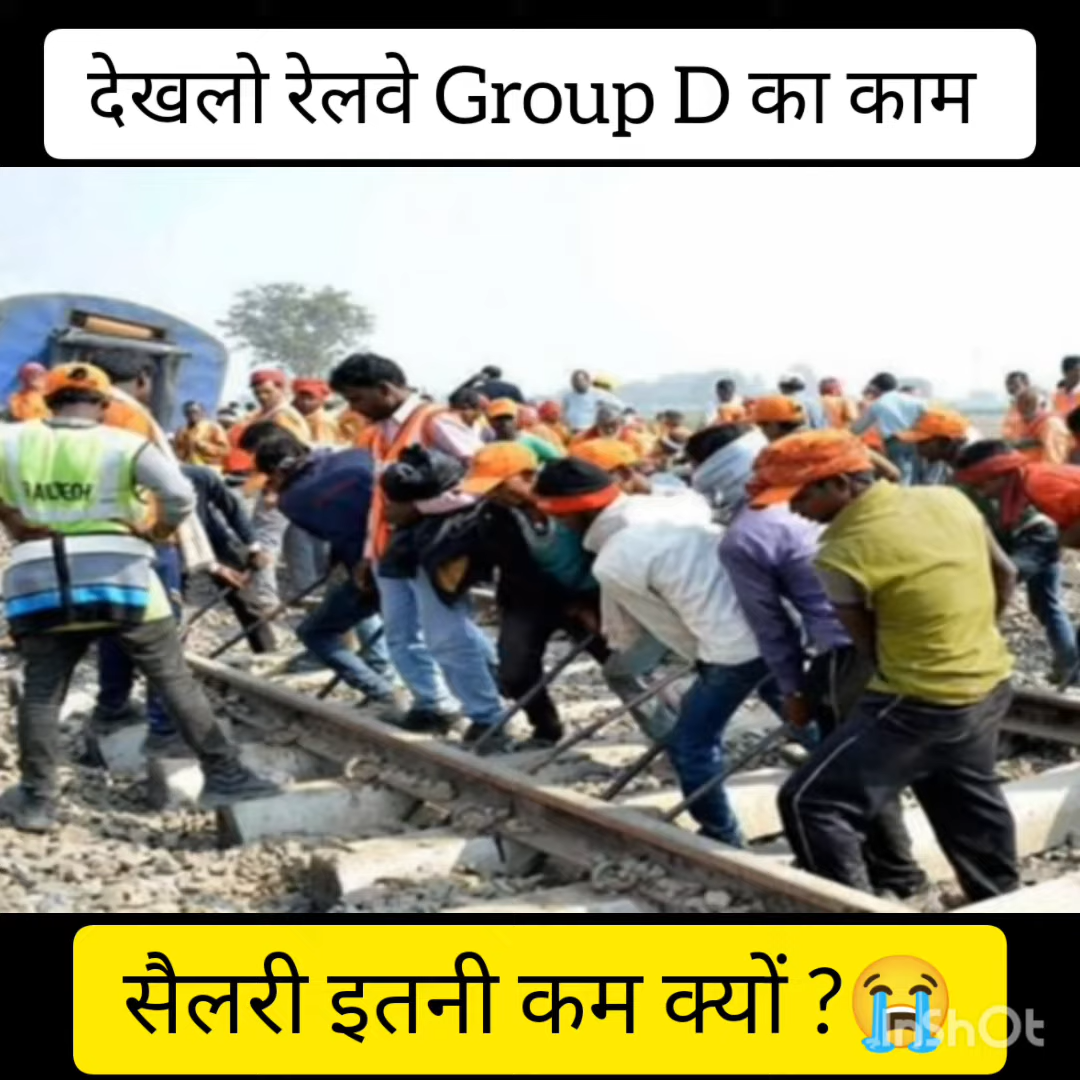 देखलो रेलवे Group D का काम
सैलरी इतनी कम क्यों ?😭
InShOt